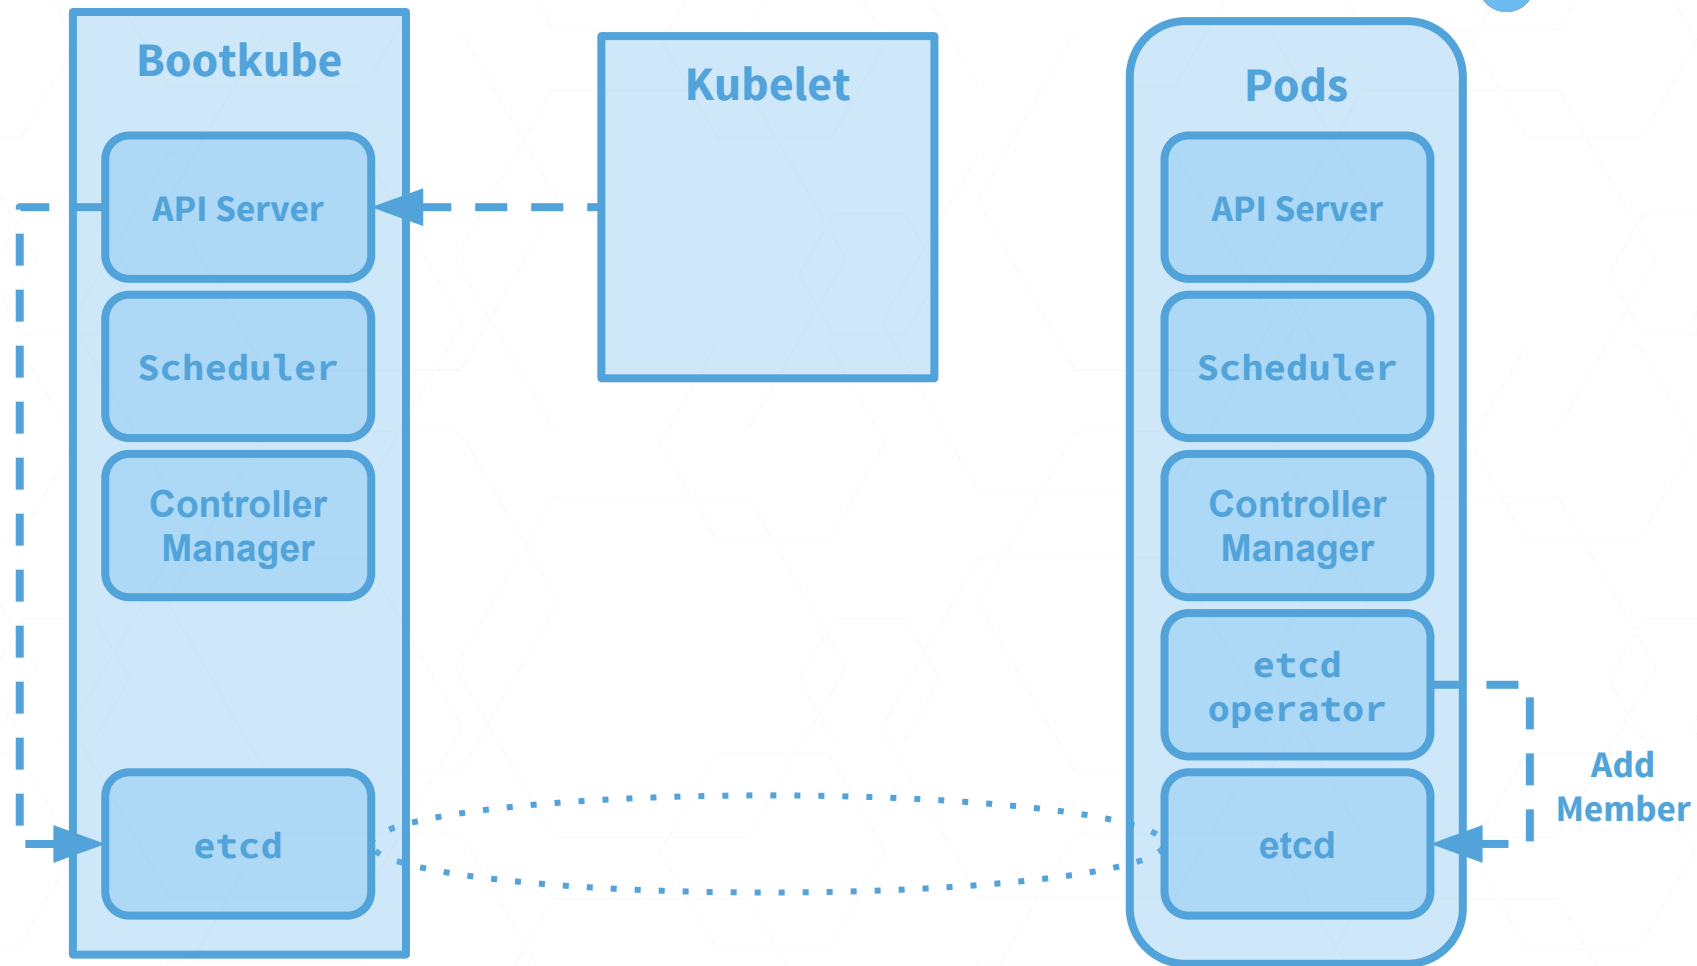 Bootkube
API Server
Scheduler
Controller
Manager
etcd
Kubelet
Pods
API Server
Scheduler
Controller
Manager
etcd
operator
etcd
Add
Member